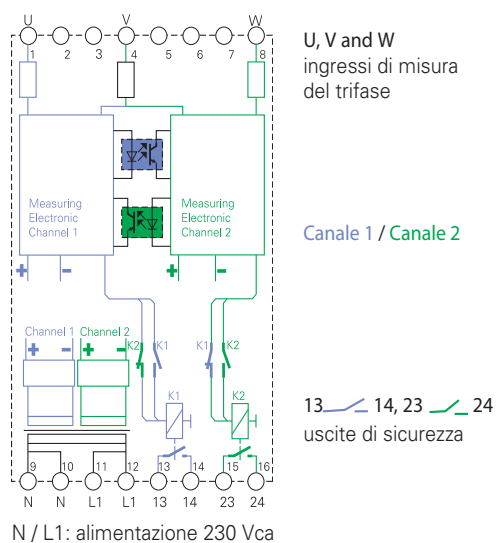 U V W
1 2 3 4 5 6 7 8
U, V and W
ingressi di misura
del trifase
Measuring
Electronic
Channel 1
Measuring
Electronic
Channel 2
Canale 1 / Canale 2
+ - + -
Channel 1 Channel 2
+ - + -
K2 K1 K1 K2
K1 K2
13 14, 23 24
uscite di sicurezza
9 10 11 12 13 14 15 16
N N L1 L1 13 14 23 24
N / L1: alimentazione 230 Vca